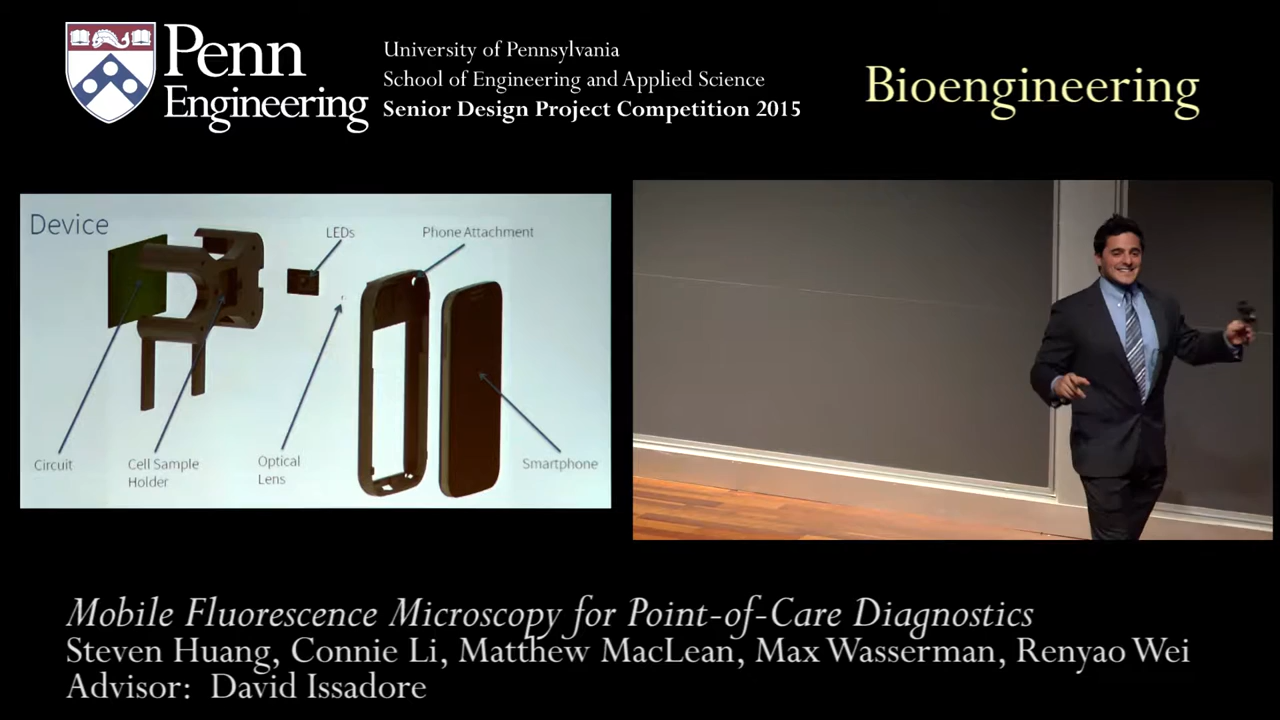 Penn
Engineering
University of Pennsylvania
School of Engineering and Applied Science
Senior Design Project Competition 2015
Bioengineering
Device
LEDs
Phone Attachment
Circuit
Cell Sample
Holder
Optical
Lens
Smartphone
Mobile Fluorescence Microscopy for Point-of-Care Diagnostics
Steven Huang, Connie Li, Matthew MacLean, Max Wasserman, Renyao Wei
Advisor: David Issadore